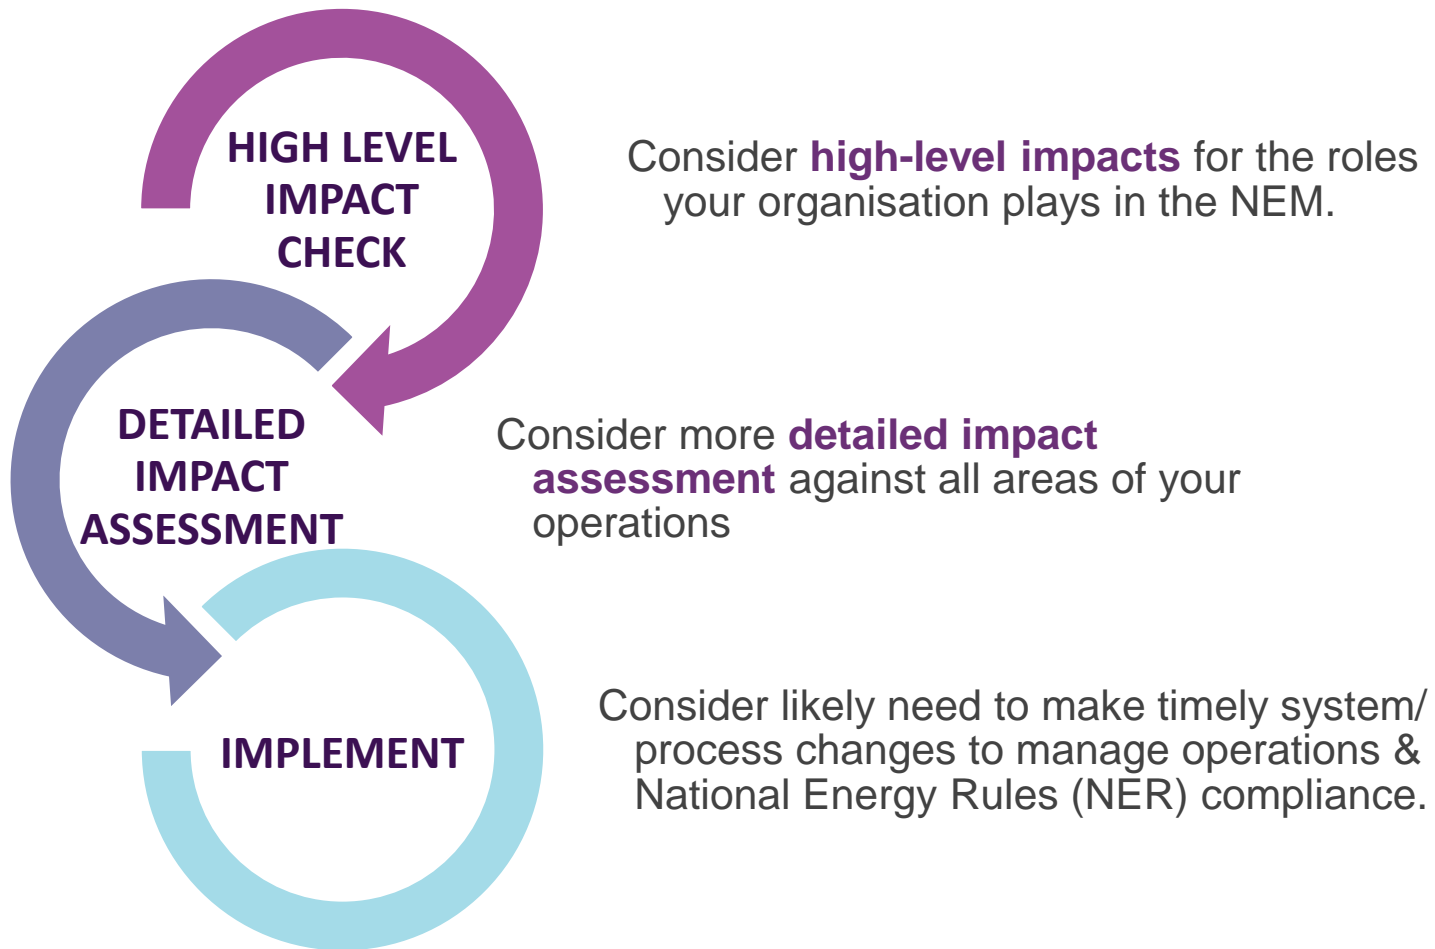 HIGH LEVEL
IMPACT
CHECK
Consider high-level impacts for the roles
your organisation plays in the NEM.
DETAILED
IMPACT
ASSESSMENT
Consider more detailed impact
assessment against all areas of your
operations
IMPLEMENT
Consider likely need to make timely system/
process changes to manage operations &
National Energy Rules (NER) compliance.